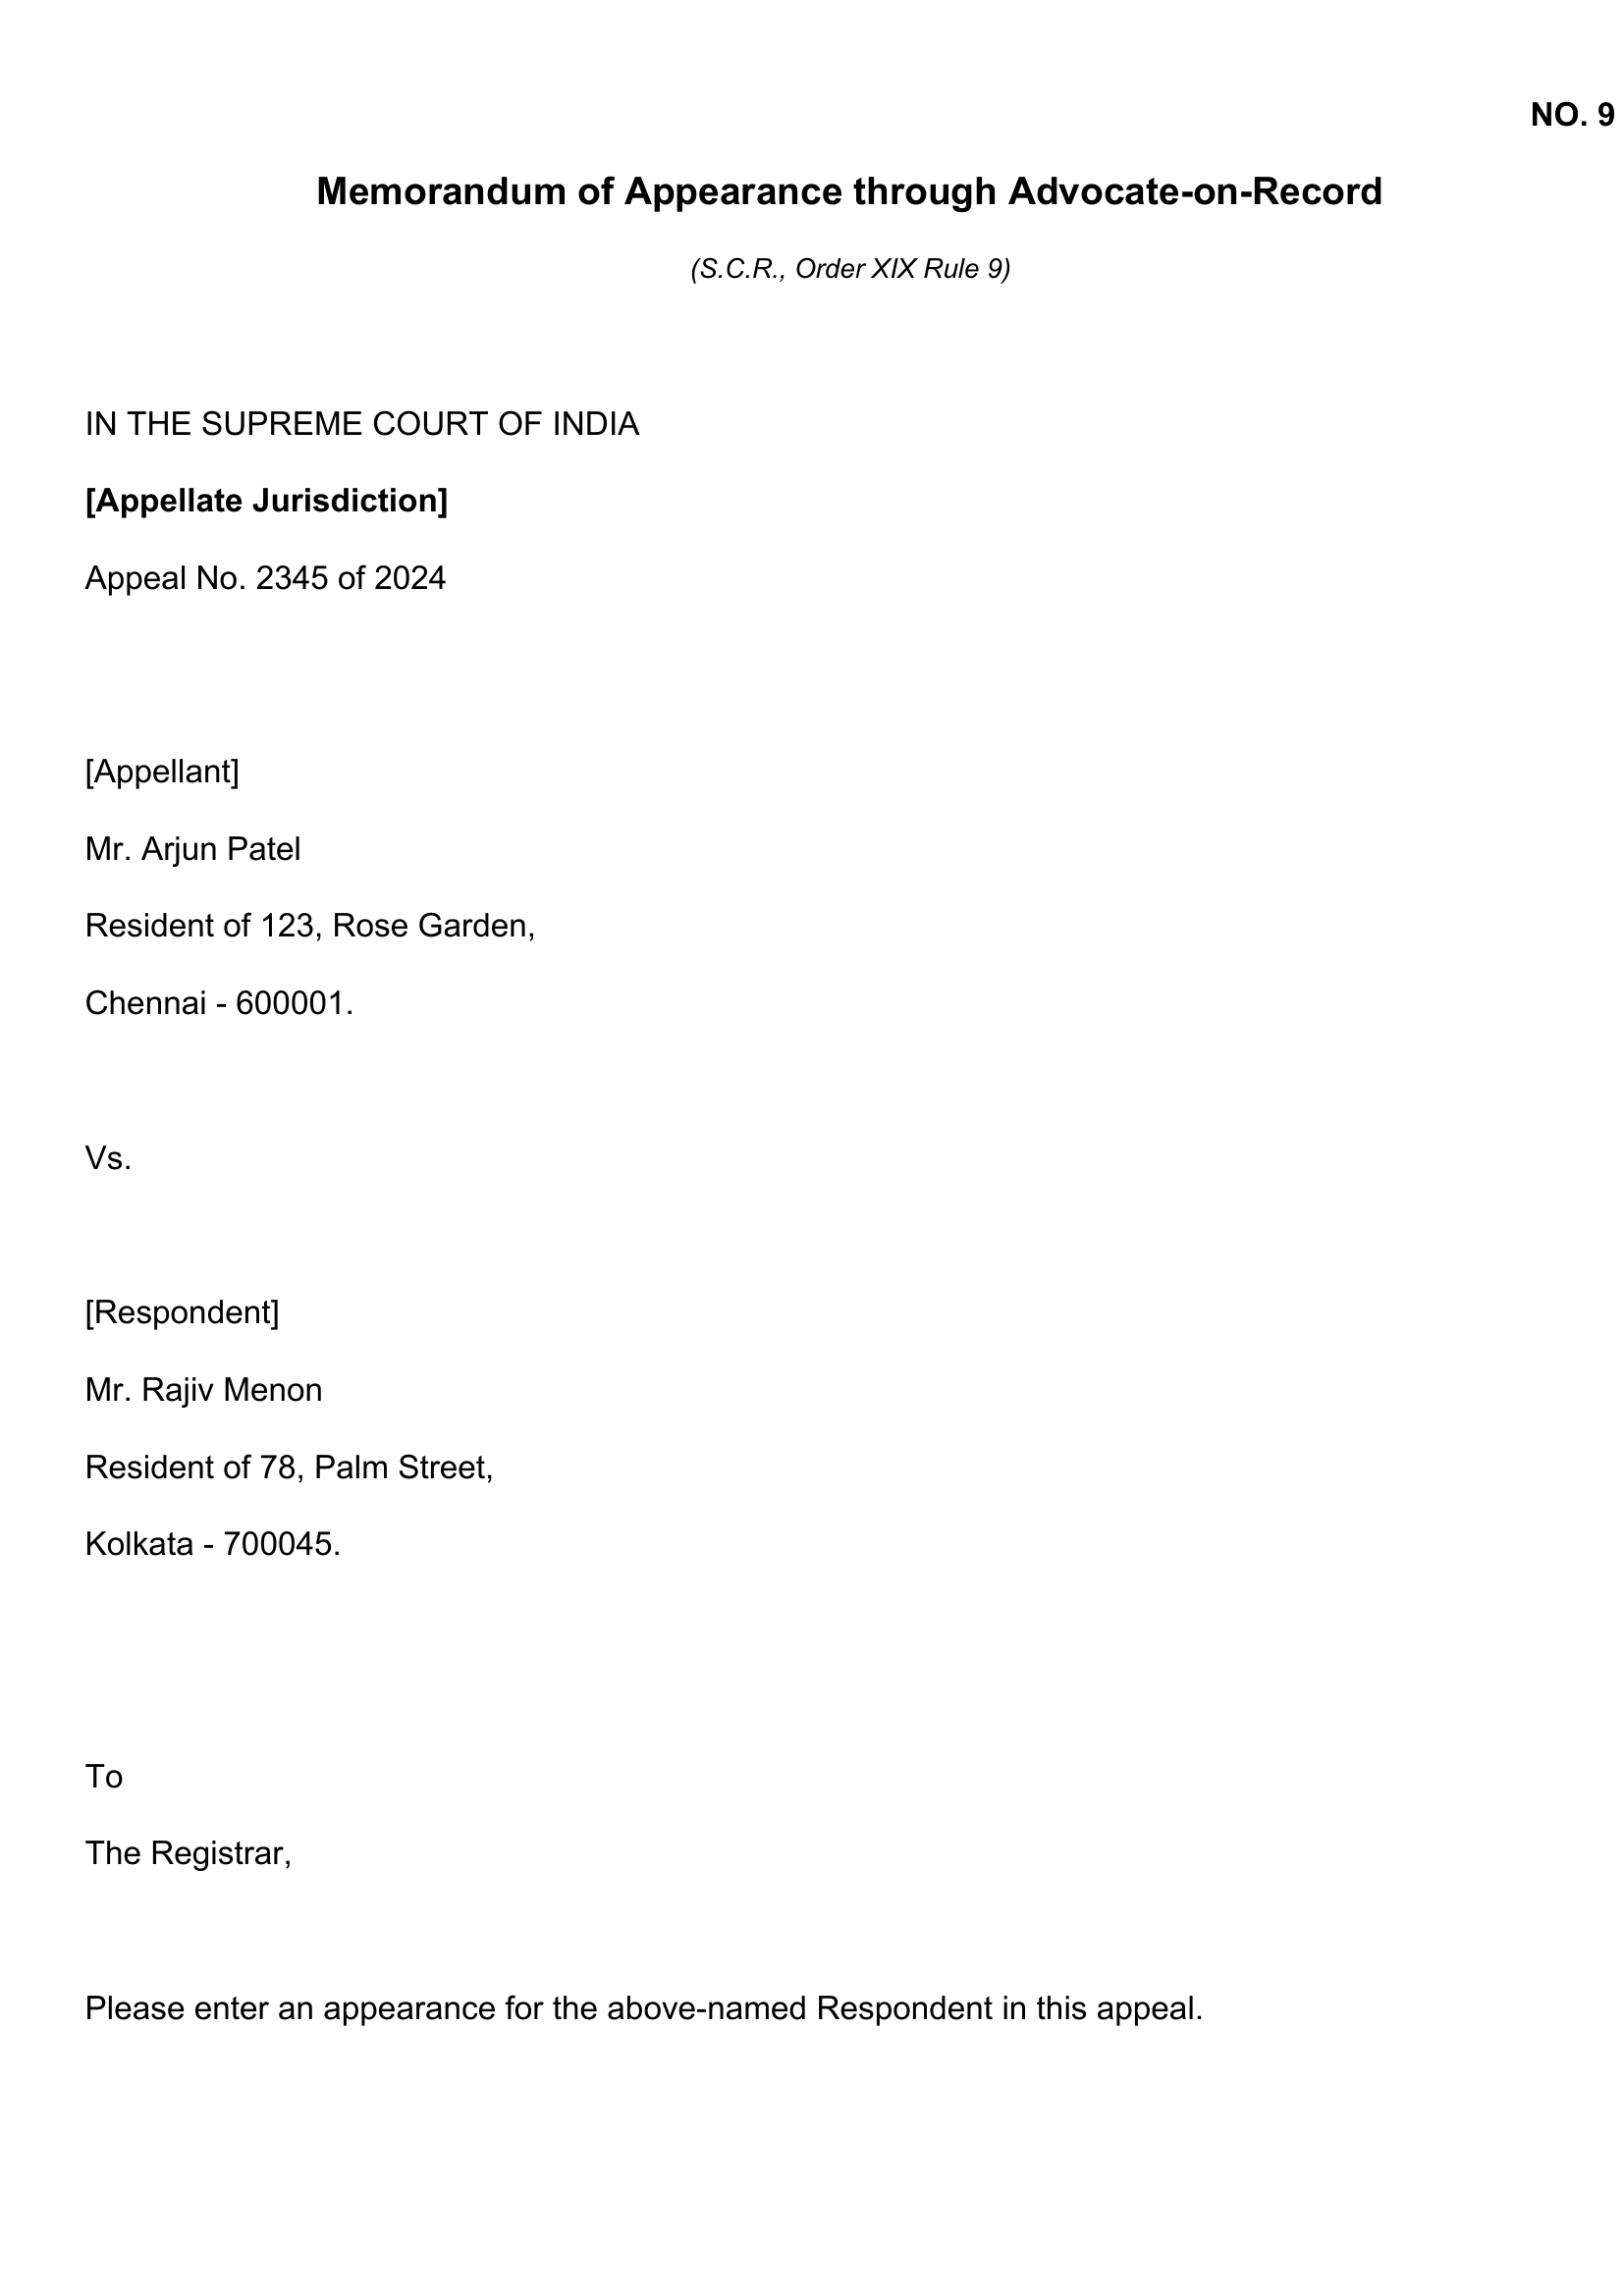 NO. 9
Memorandum of Appearance through Advocate-on-Record
(S.C.R., Order XIX Rule 9)
IN THE SUPREME COURT OF INDIA
[Appellate Jurisdiction]
Appeal No. 2345 of 2024
[Appellant]
Mr. Arjun Patel
Resident of 123, Rose Garden,
Chennai - 600001.
Vs.
[Respondent]
Mr. Rajiv Menon
Resident of 78, Palm Street,
Kolkata - 700045.
To
The Registrar,
Please enter an appearance for the above-named Respondent in this appeal.